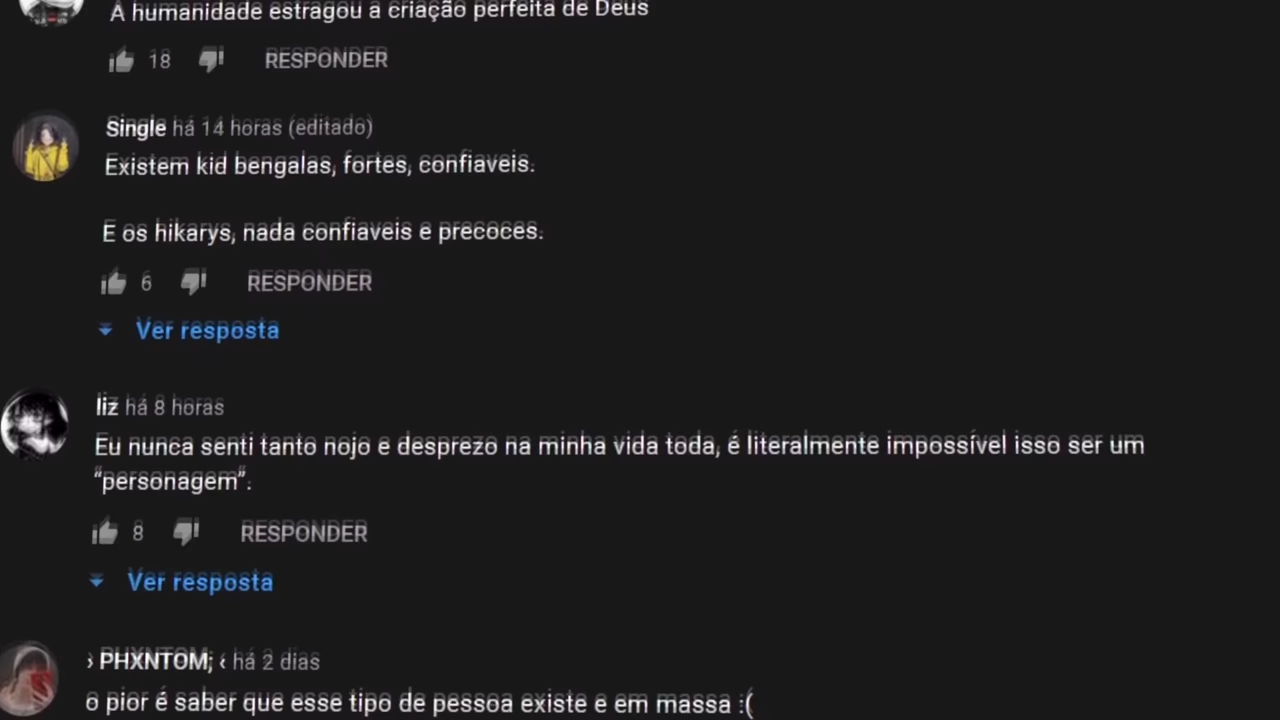 A humanidade estragou a criação perfeita de Deus
18 RESPONDER
Single há 14 horas (editado)
Existem kid bengalas, fortes, confiaveis.
E os hikarys, nada confiaveis e precoces.
6 RESPONDER
Ver resposta
liz há 8 horas
Eu nunca senti tanto nojo e desprezo na minha vida toda, é literalmente impossível isso ser um
“personagem”.
8 RESPONDER
Ver resposta
› PHXNTOM; ‹ há 2 dias
o pior é saber que esse tipo de pessoa existe e em massa :(